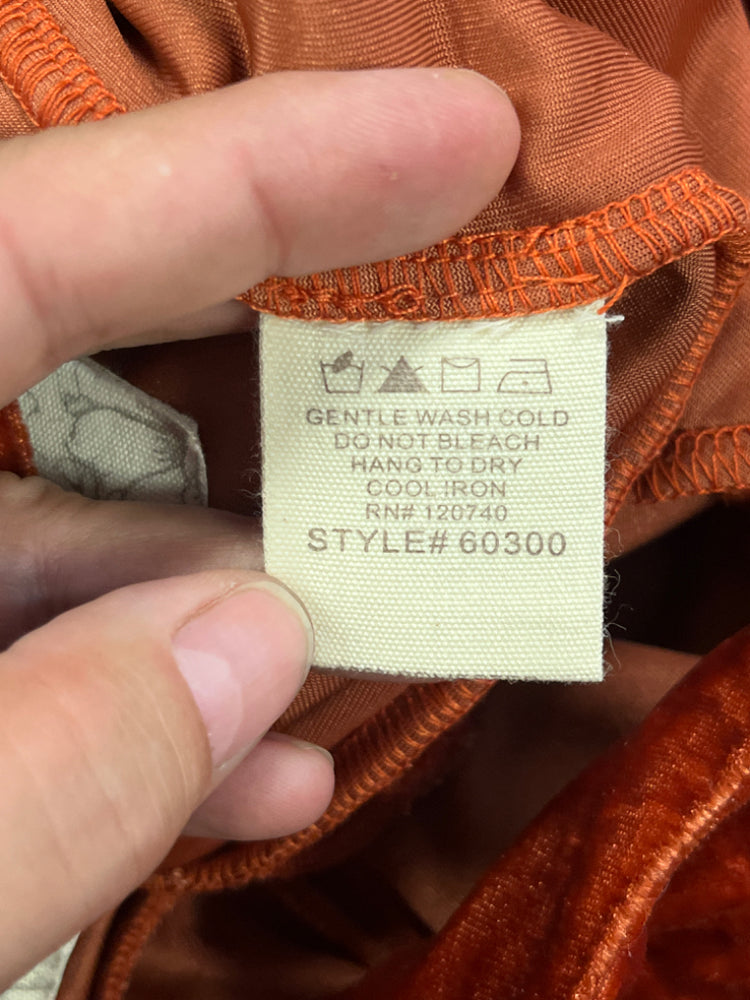 GENTLE WASH COLD
DO NOT BLEACH
HANG TO DRY
COOL IRON
RN# 120740
STYLE# 60300